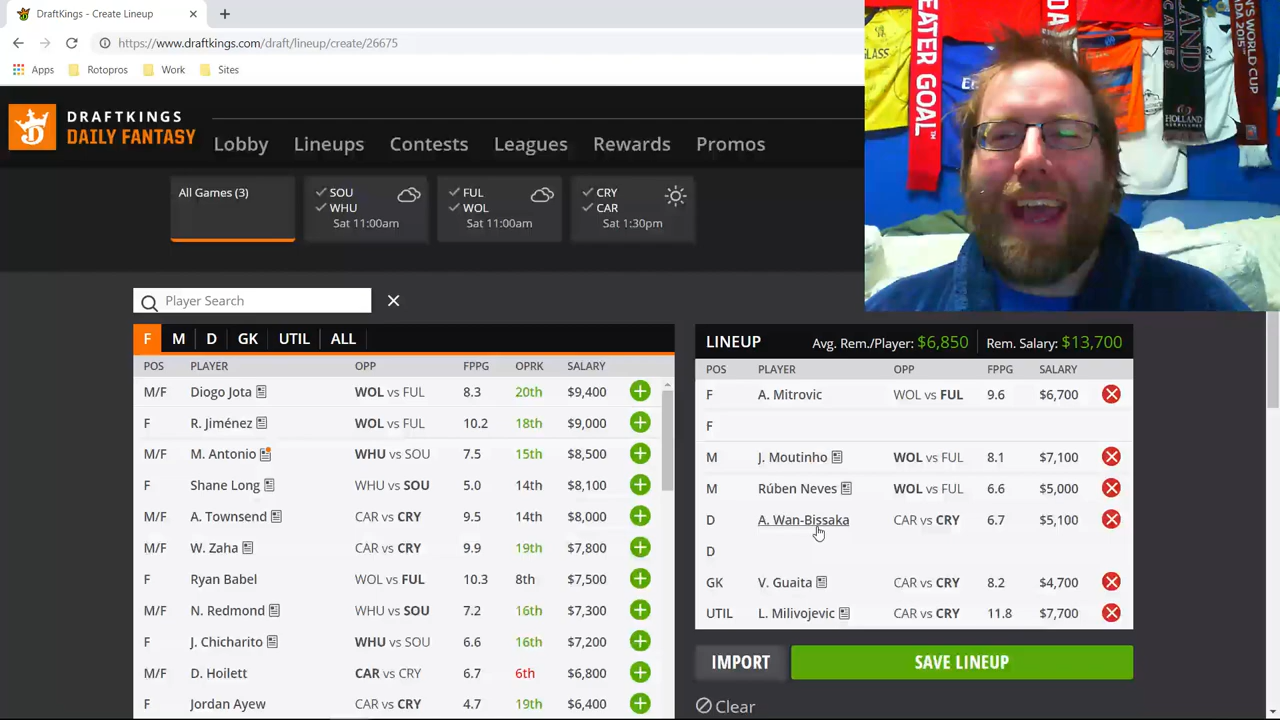 DraftKings - Create Lineup
https://www.draftkings.com/draft/lineup/create/26675
Apps Rotopros Work Sites
DRAFTKINGS
DAILY FANTASY
Lobby Lineups Contests Leagues Rewards Promos
All Games (3)
SOU
WHU
Sat 11:00am
FUL
WOL
Sat 11:00am
CRY
CAR
Sat 1:30pm
EATER GOAL™
DA
HOLLAND
Player Search
F M D GK UTIL ALL
POS PLAYER OPP FPPG OPRK SALARY
M/F Diogo Jota WOL vs FUL 8.3 20th $9,400
F R. Jiménez WOL vs FUL 10.2 18th $9,000
M/F M. Antonio WHU vs SOU 7.5 15th $8,500
F Shane Long WHU vs SOU 5.0 14th $8,100
M/F A. Townsend CAR vs CRY 9.5 14th $8,000
M/F W. Zaha CAR vs CRY 9.9 19th $7,800
F Ryan Babel WOL vs FUL 10.3 8th $7,500
M/F N. Redmond WHU vs SOU 7.2 16th $7,300
F J. Chicharito WHU vs SOU 6.6 16th $7,200
M/F D. Hoilett CAR vs CRY 6.7 6th $6,800
F Jordan Ayew CAR vs CRY 4.7 19th $6,400
LINEUP Avg. Rem./Player: $6,850 Rem. Salary: $13,700
POS PLAYER OPP FPPG SALARY
F A. Mitrovic WOL vs FUL 9.6 $6,700
F
M J. Moutinho WOL vs FUL 8.1 $7,100
M Rúben Neves WOL vs FUL 6.6 $5,000
D A. Wan-Bissaka CAR vs CRY 6.7 $5,100
D
GK V. Guaita CAR vs CRY 8.2 $4,700
UTIL L. Milivojevic CAR vs CRY 11.8 $7,700
IMPORT SAVE LINEUP
Clear